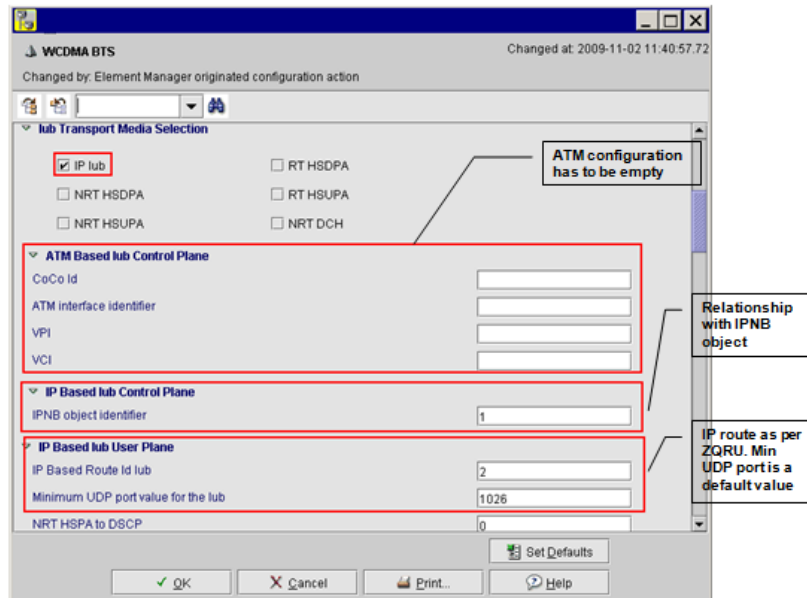 WCDMA BTS
Changed at: 2009-11-02 11:40:57.72
Changed by: Element Manager originated configuration action
Iub Transport Media Selection
IP Iub
RT HSDPA
NRT HSDPA
RT HSUPA
NRT HSUPA
NRT DCH
ATM configuration
has to be empty
ATM Based Iub Control Plane
CoCo Id
ATM interface identifier
VPI
VCI
Relationship
with IPNB
object
IP Based Iub Control Plane
IPNB object identifier
1
IP Based Iub User Plane
IP Based Route Id Iub
2
Minimum UDP port value for the Iub
1026
NRT HSPA to DSCP
0
IP route as per
ZQRU. Min
UDP port is a
default value
Set Defaults
OK
Cancel
Print...
Help